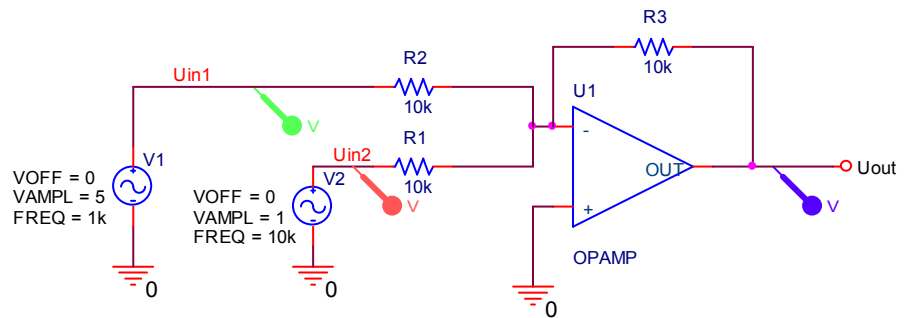 R3
10k
R2
10k
Uin1
U1
V
R1
10k
Uin2
-
V1
V2
VOFF = 0
VAMPL = 5
FREQ = 1k
VOFF = 0
VAMPL = 1
FREQ = 10k
V
OUT
Uout
+
V
OPAMP
0
0
0